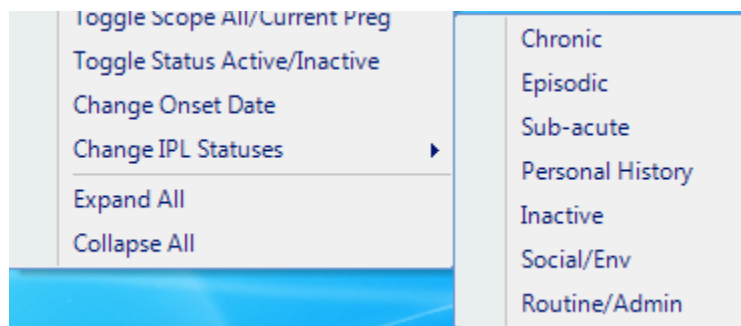 Toggle Scope All/Current Preg
Toggle Status Active/Inactive
Change Onset Date
Change IPL Statuses
Expand All
Collapse All
Chronic
Episodic
Sub-acute
Personal History
Inactive
Social/Env
Routine/Admin